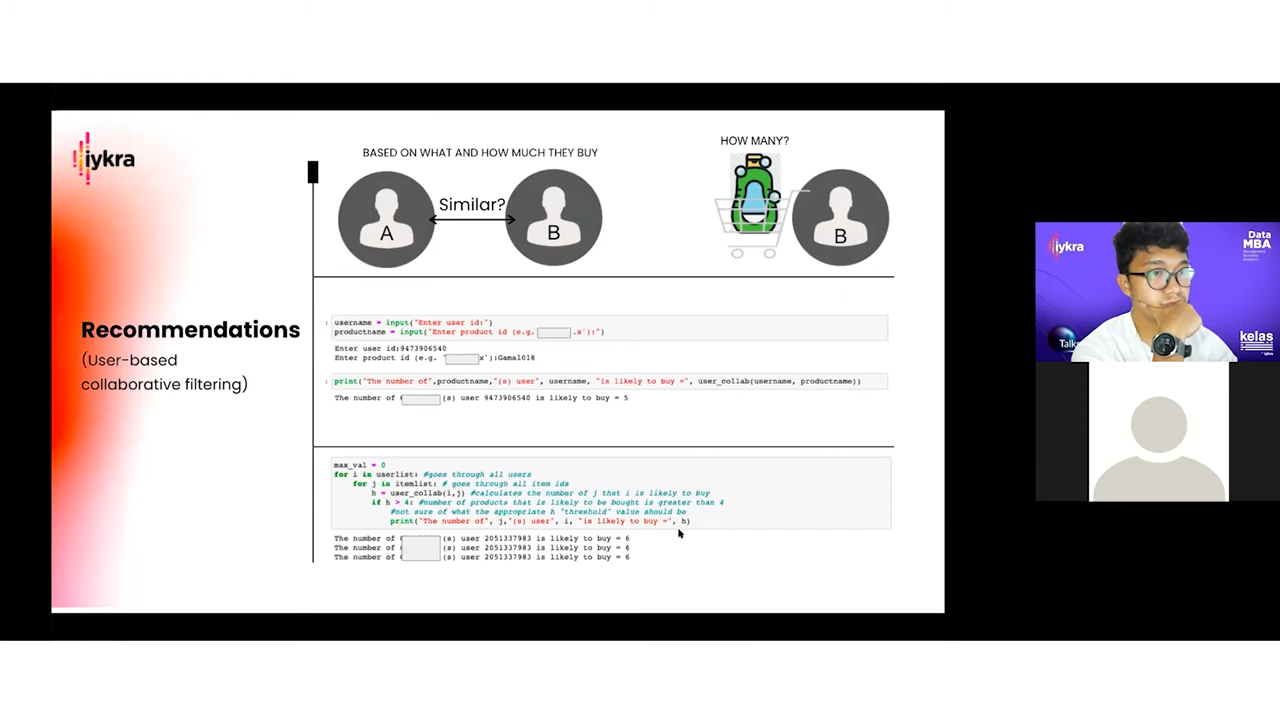 iykra
BASED ON WHAT AND HOW MUCH THEY BUY
HOW MANY?
Similar?
A
B
B
Recommendations
(User-based
collaborative filtering)
username = input("Enter user id:")
productname = input("Enter product id (e.g. .x'):")
Enter user id:9473906540
Enter product id (e.g. ' x'):Gama1018
print("The number of",productname,"(s) user", username, "is likely to buy =", user_collab(username, productname))
The number of (s) user 9473906540 is likely to buy = 5
max_val = 0
for i in userlist: #goes through all users
for j in itemlist: # goes through all item ids
h = user_collab(i,j) #calculates the number of j that i is likely to buy
if h > 4: #number of products that is likely to be bought is greater than 4
#not sure of what the appropriate h "threshold" value should be
print("The number of", j,"(s) user", i, "is likely to buy =", h)
The number of (s) user 2051337983 is likely to buy = 6
The number of (s) user 2051337983 is likely to buy = 6
The number of (s) user 2051337983 is likely to buy = 6
iykra
Data
MBA
Talks
kelas